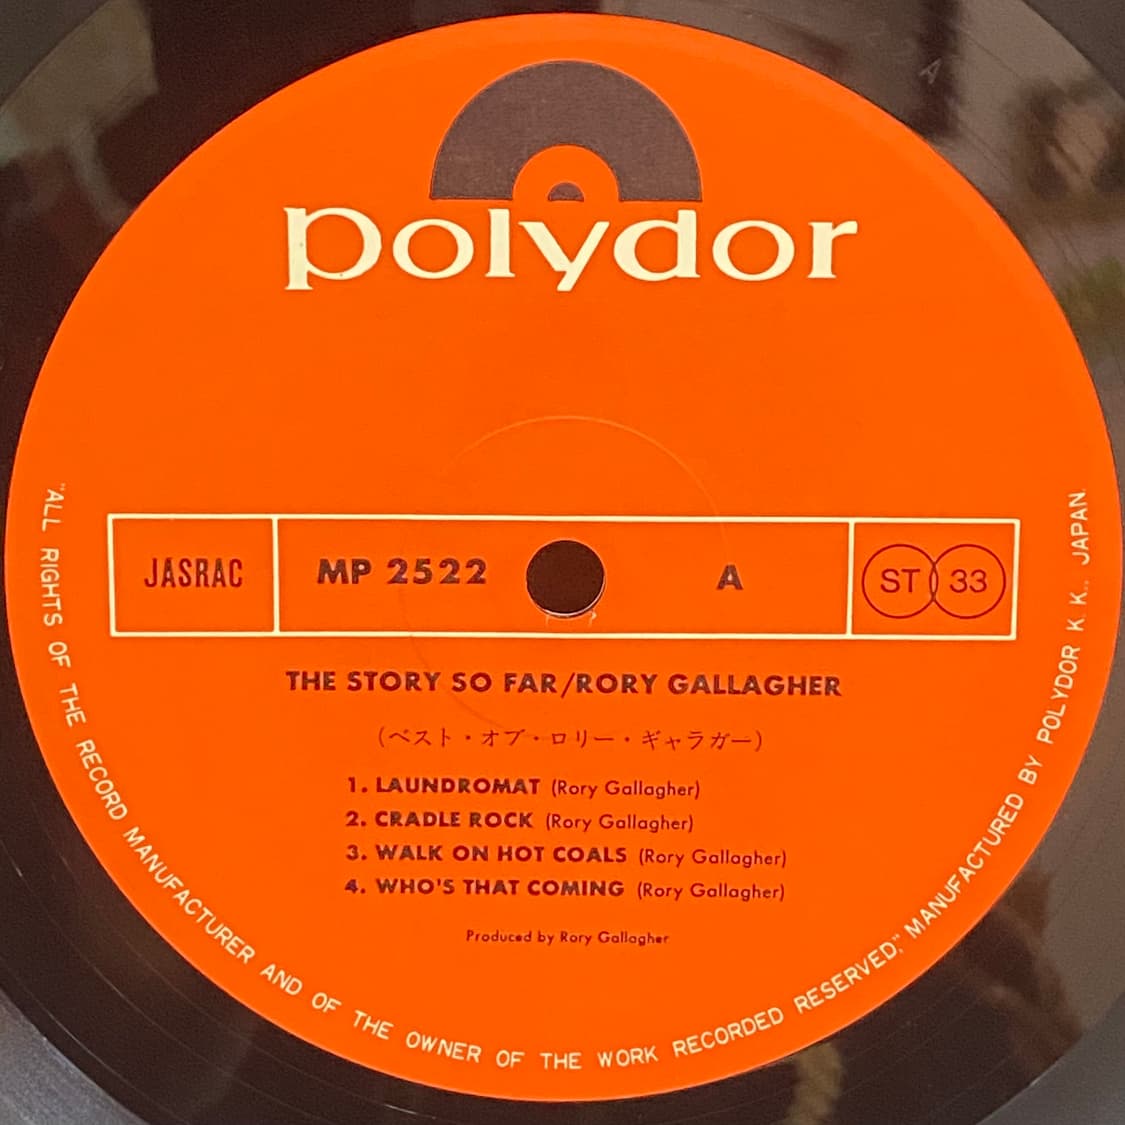 polydor
JASRAC
MP 2522
A
ST 33
THE STORY SO FAR/RORY GALLAGHER
(ベスト・オブ・ロリー・ギャラガー)
1. LAUNDROMAT (Rory Gallagher)
2. CRADLE ROCK (Rory Gallagher)
3. WALK ON HOT COALS (Rory Gallagher)
4. WHO'S THAT COMING (Rory Gallagher)
Produced by Rory Gallagher
"ALL RIGHTS OF THE RECORD MANUFACTURER AND OF THE OWNER OF THE WORK RECORDED RESERVED," MANUFACTURED BY POLYDOR K.K., JAPAN.